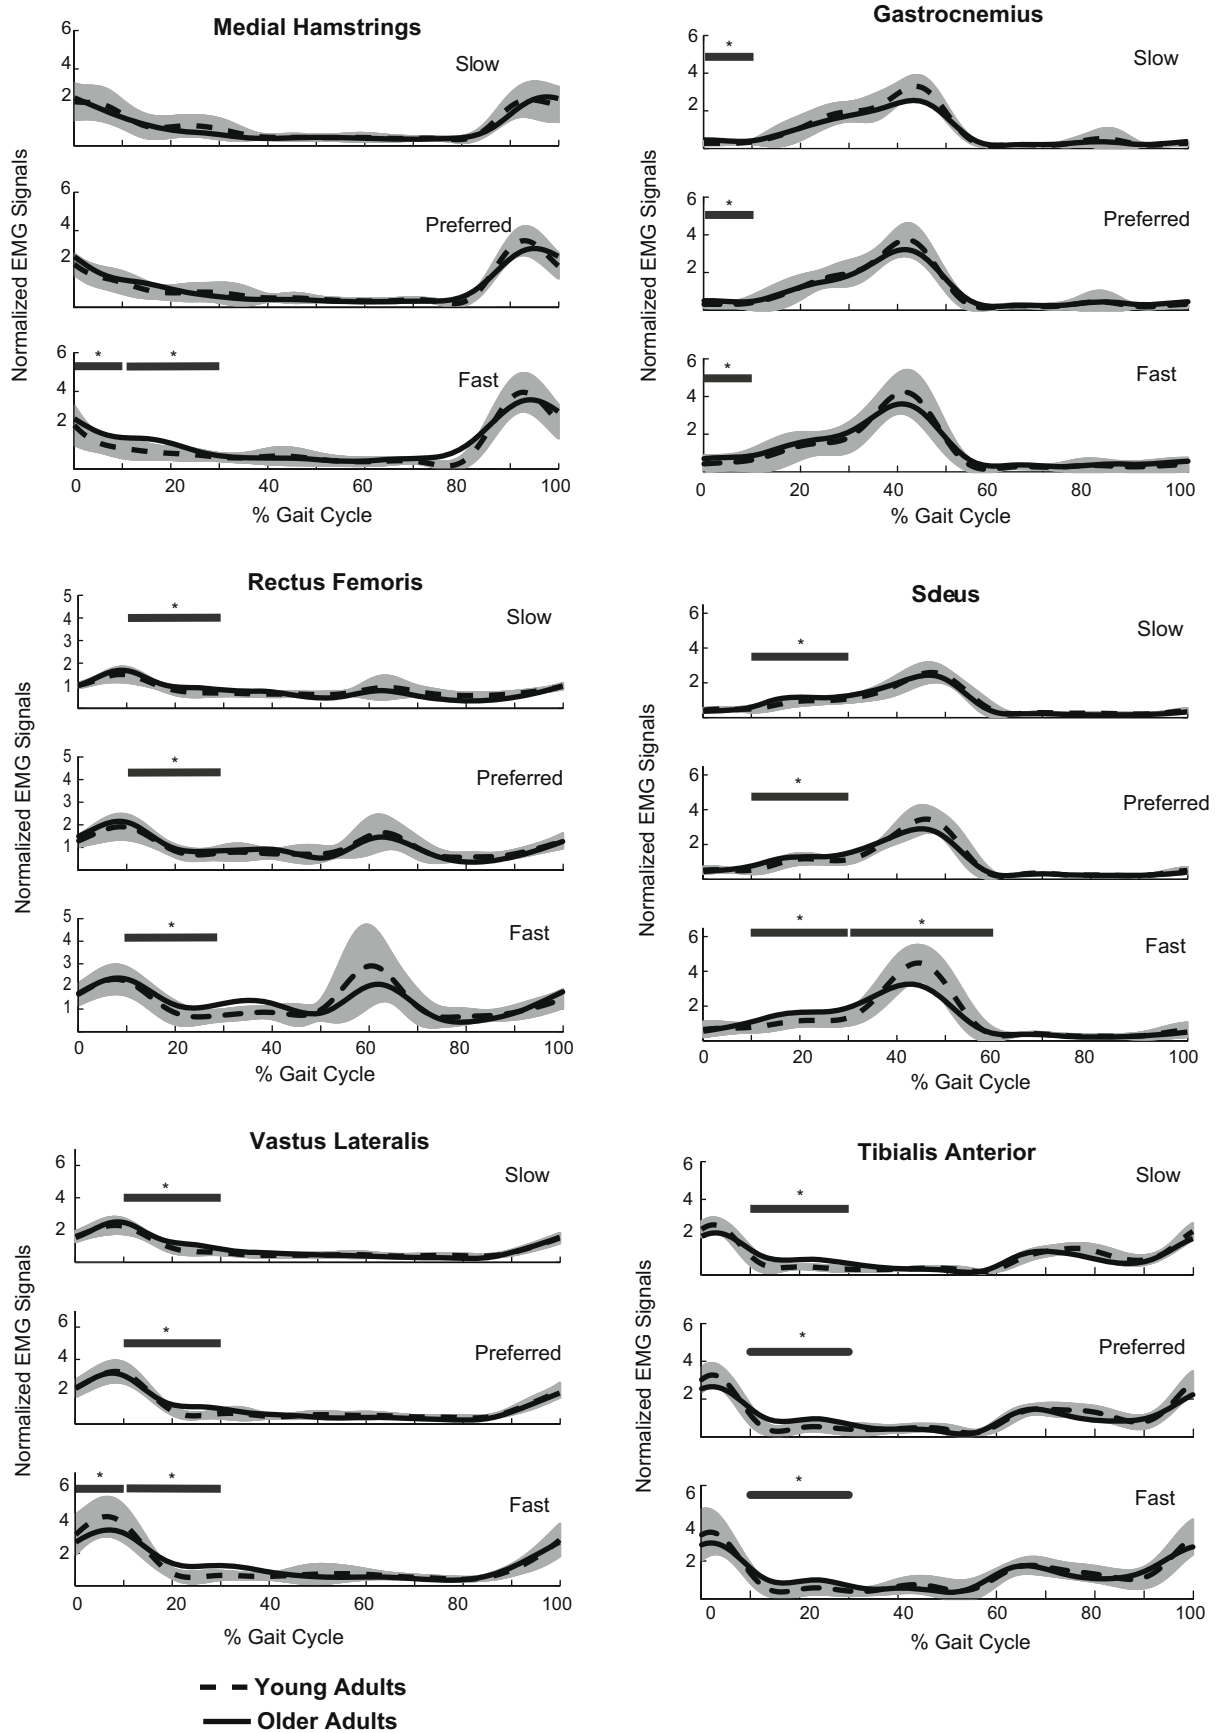 Medial Hamstrings
Normalized EMG Signals
Normalized EMG Signals
6
4
2
Slow
6
4
2
Preferred
6
4
2
* *
Fast
0 20 40 60 80 100
% Gait Cycle
Gastrocnemius
Normalized EMG Signals
Normalized EMG Signals
6
4
2
*
Slow
6
4
2
*
Preferred
6
4
2
*
Fast
0 20 40 60 80 100
% Gait Cycle
Rectus Femoris
Normalized EMG Signals
5
4
3
2
1
*
Slow
5
4
3
2
1
*
Preferred
5
4
3
2
1
*
Fast
0 20 40 60 80 100
% Gait Cycle
Sdeus
Normalized EMG Signals
6
4
2
*
Slow
6
4
2
*
Preferred
6
4
2
* *
Fast
0 20 40 60 80 100
% Gait Cycle
Vastus Lateralis
Normalized EMG Signals
6
4
2
*
Slow
6
4
2
*
Preferred
6
4
2
* *
Fast
0 20 40 60 80 100
% Gait Cycle
Tibialis Anterior
Normalized EMG Signals
6
4
2
*
Slow
6
4
2
*
Preferred
6
4
2
*
Fast
0 20 40 60 80 100
% Gait Cycle
Young Adults
Older Adults